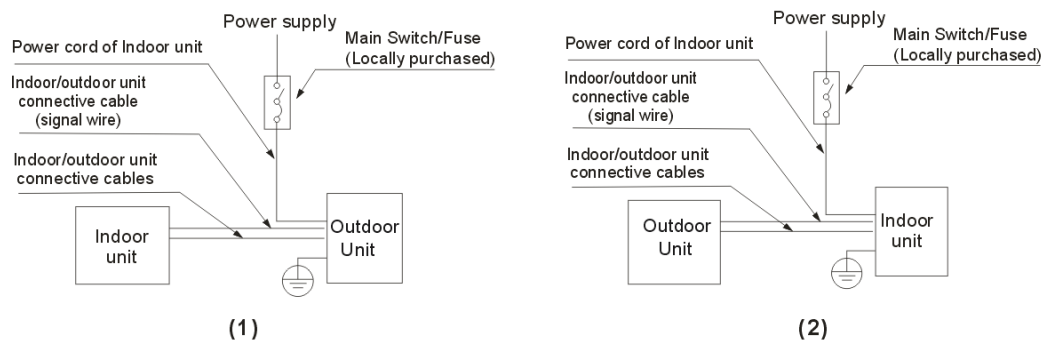 Power supply
Power cord of Indoor unit
Main Switch/Fuse
(Locally purchased)
Indoor/outdoor unit
connective cable
(signal wire)
Indoor/outdoor unit
connective cables
Indoor
unit
Outdoor
Unit
(1)
Power supply
Power cord of Indoor unit
Main Switch/Fuse
(Locally purchased)
Indoor/outdoor unit
connective cable
(signal wire)
Indoor/outdoor unit
connective cables
Outdoor
Unit
Indoor
unit
(2)